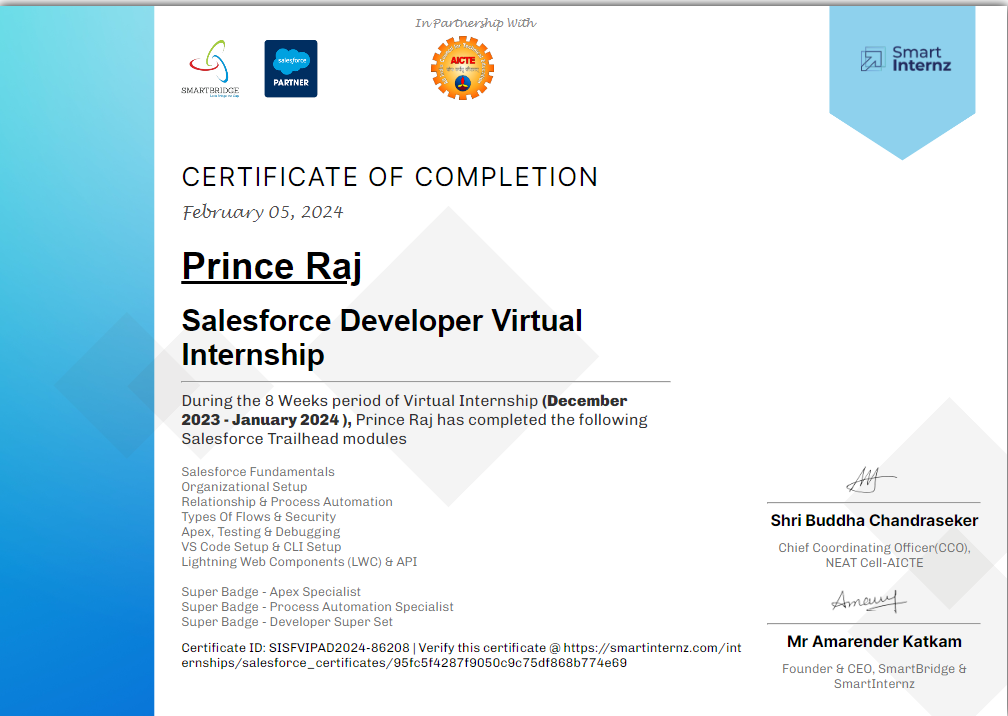 In Partnership With
SMARTBRIDGE
salesforce
PARTNER
AICTE
Smart
Internz
CERTIFICATE OF COMPLETION
February 05, 2024
Prince Raj
Salesforce Developer Virtual
Internship
During the 8 Weeks period of Virtual Internship (December
2023 - January 2024 ), Prince Raj has completed the following
Salesforce Trailhead modules
Salesforce Fundamentals
Organizational Setup
Relationship & Process Automation
Types Of Flows & Security
Apex, Testing & Debugging
VS Code Setup & CLI Setup
Lightning Web Components (LWC) & API
Super Badge - Apex Specialist
Super Badge - Process Automation Specialist
Super Badge - Developer Super Set
Certificate ID: SISFVIPAD2024-86208 | Verify this certificate @ https://smartinternz.com/int
ernships/salesforce_certificates/95fc5f4287f9050c9c75df868b774e69
Shri Buddha Chandraseker
Chief Coordinating Officer(CCO),
NEAT Cell-AICTE
Mr Amarender Katkam
Founder & CEO, SmartBridge &
SmartInternz